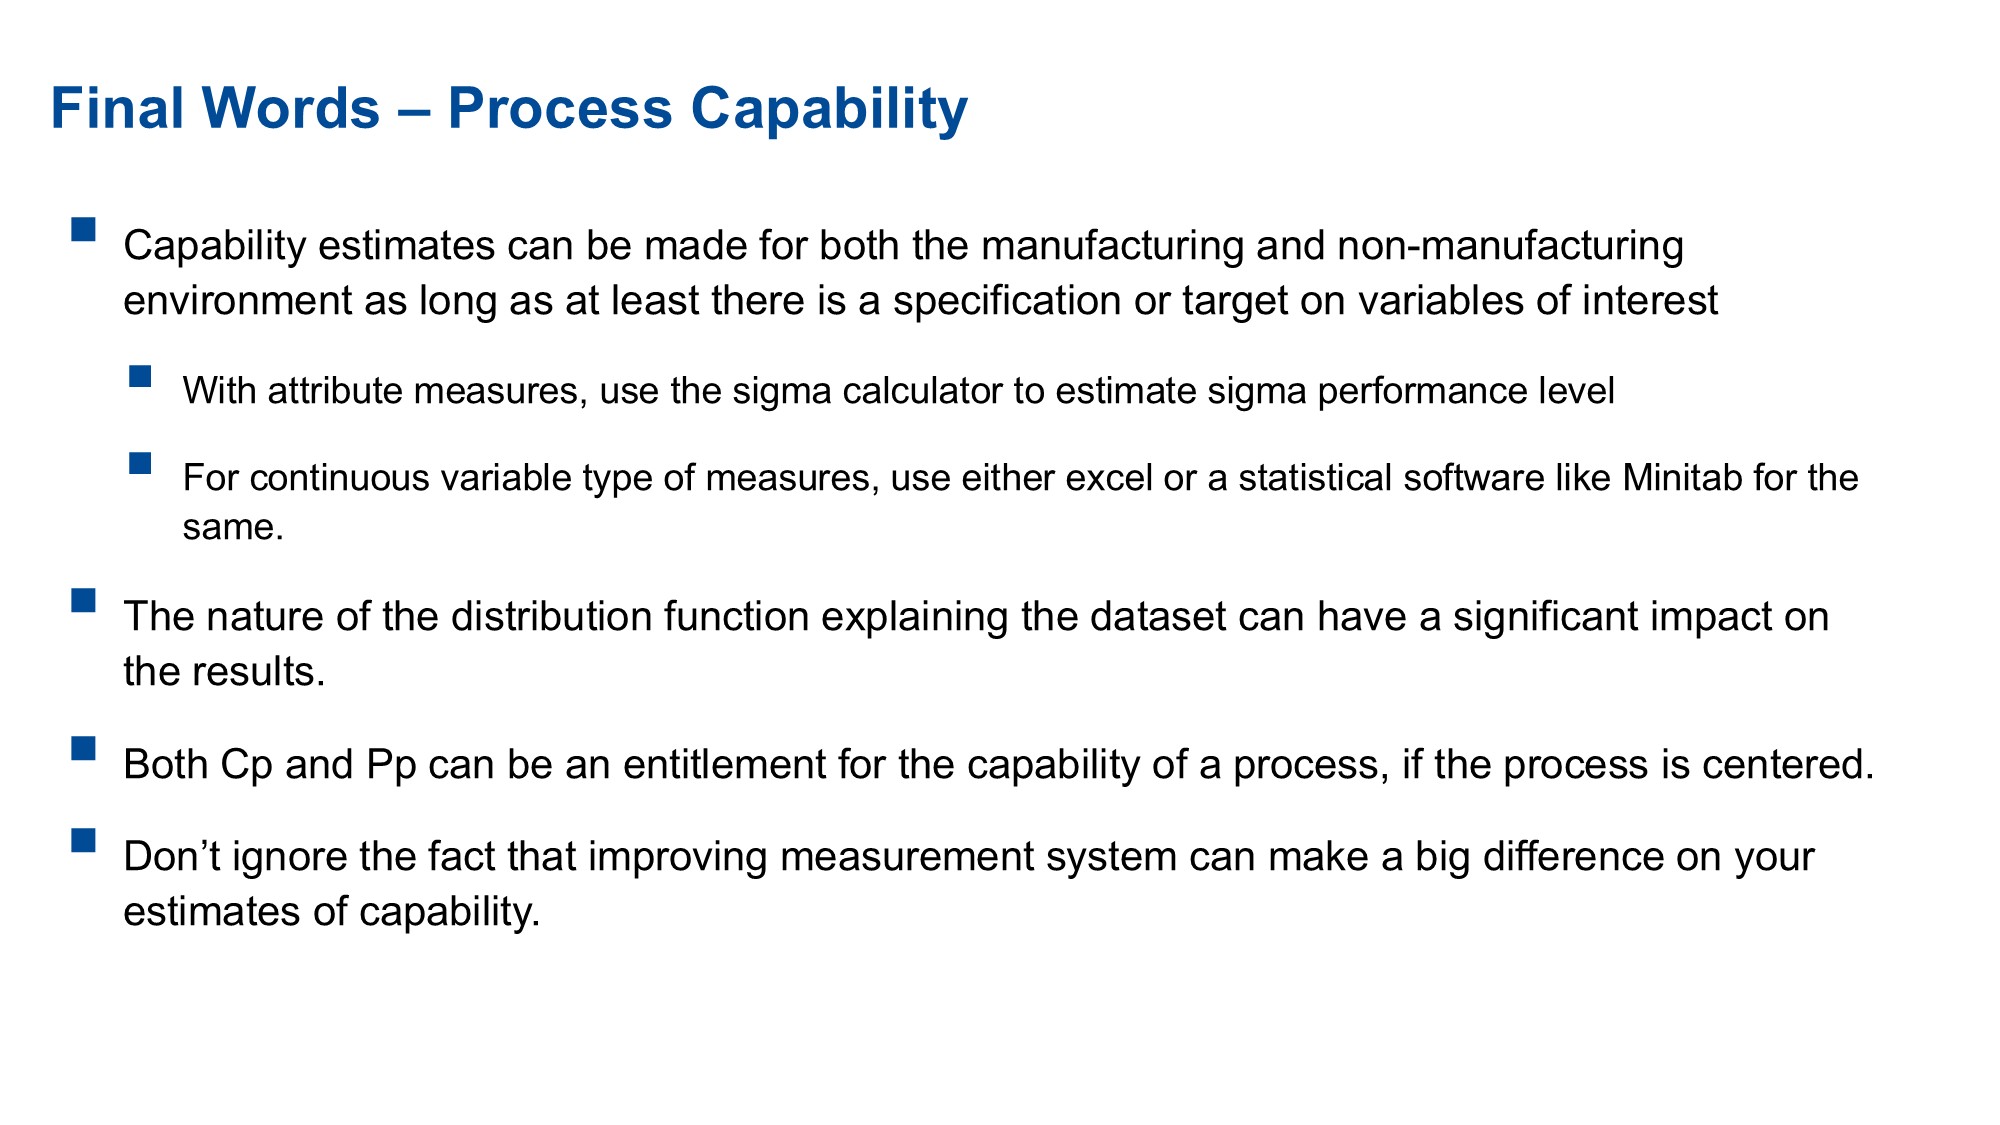 Final Words – Process Capability
Capability estimates can be made for both the manufacturing and non-manufacturing
environment as long as at least there is a specification or target on variables of interest
With attribute measures, use the sigma calculator to estimate sigma performance level
For continuous variable type of measures, use either excel or a statistical software like Minitab for the
same.
The nature of the distribution function explaining the dataset can have a significant impact on
the results.
Both Cp and Pp can be an entitlement for the capability of a process, if the process is centered.
Don’t ignore the fact that improving measurement system can make a big difference on your
estimates of capability.